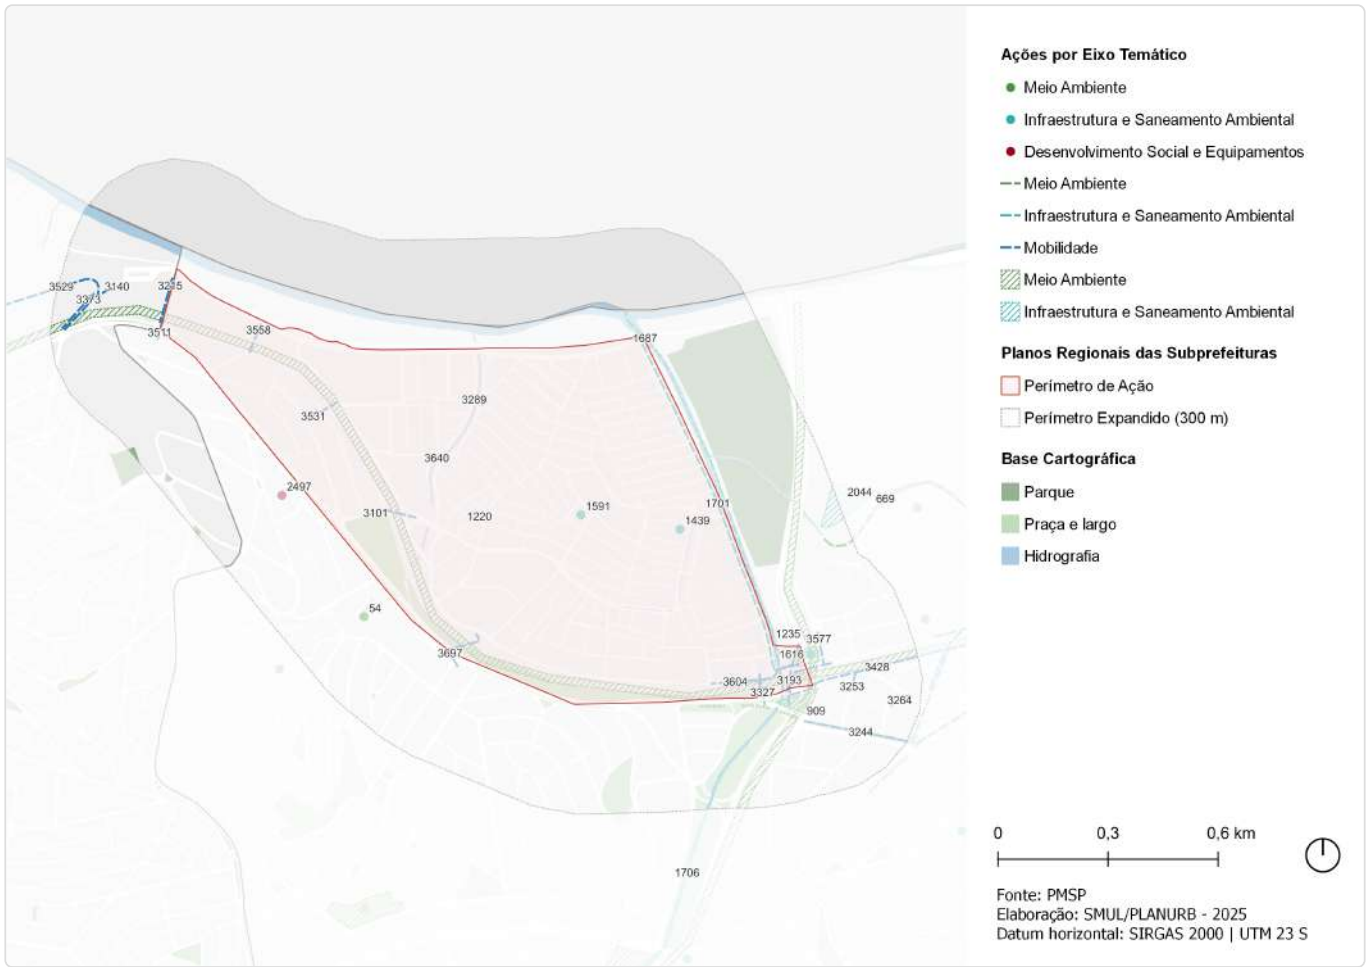 Ações por Eixo Temático
Meio Ambiente
Infraestrutura e Saneamento Ambiental
Desenvolvimento Social e Equipamentos
Meio Ambiente
Infraestrutura e Saneamento Ambiental
Mobilidade
Meio Ambiente
Infraestrutura e Saneamento Ambiental
Planos Regionais das Subprefeituras
Perímetro de Ação
Perímetro Expandido (300 m)
Base Cartográfica
Parque
Praça e largo
Hidrografia
0 0,3 0,6 km
Fonte: PMSP
Elaboração: SMUL/PLANURB - 2025
Datum horizontal: SIRGAS 2000 | UTM 23 S
3529 3140 3215
3373
3511 3558
1687
3289
3531
3640
2497
2044 669
1701
1591
3101 1220
1439
54
1235 3577
3697 1616
3428
3604 3193
3253
3327
3264
909
3244
1706